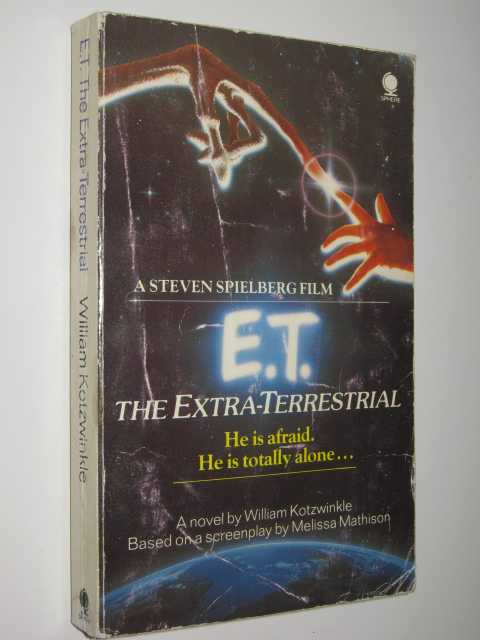 E.T. The Extra-Terrestrial William Kotzwinkle
SPHERE
A STEVEN SPIELBERG FILM
E.T.
THE EXTRA-TERRESTRIAL
He is afraid.
He is totally alone...
A novel by William Kotzwinkle
Based on a screenplay by Melissa Mathison